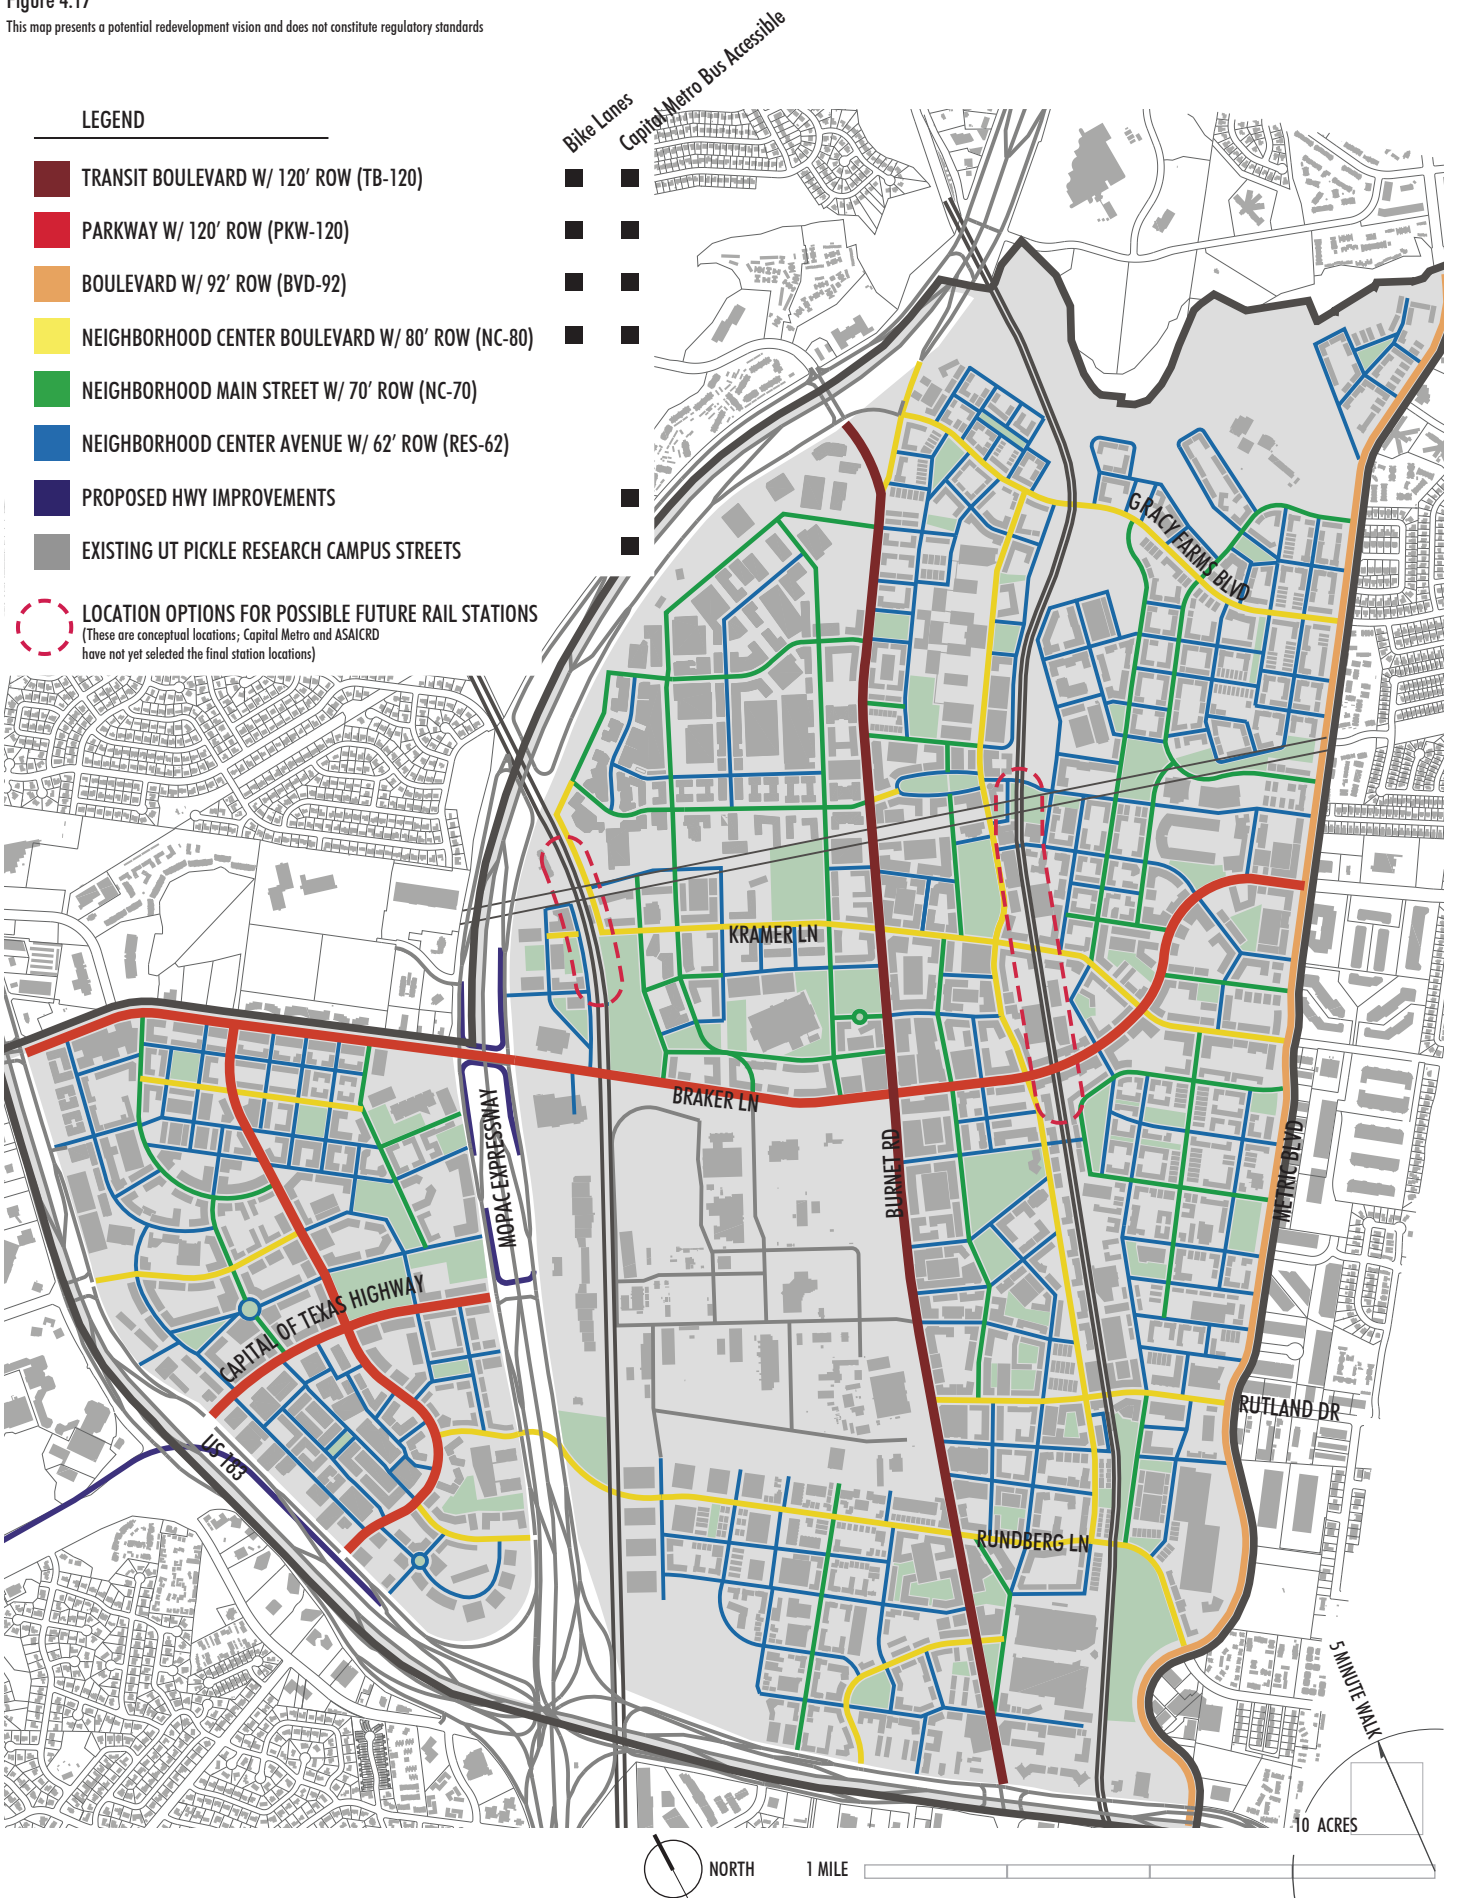 Figure 4.17
This map presents a potential redevelopment vision and does not constitute regulatory standards
LEGEND
Bike Lanes
Capital Metro Bus Accessible
TRANSIT BOULEVARD W/ 120' ROW (TB-120)
PARKWAY W/ 120' ROW (PKW-120)
BOULEVARD W/ 92' ROW (BVD-92)
NEIGHBORHOOD CENTER BOULEVARD W/ 80' ROW (NC-80)
NEIGHBORHOOD MAIN STREET W/ 70' ROW (NC-70)
NEIGHBORHOOD CENTER AVENUE W/ 62' ROW (RES-62)
PROPOSED HWY IMPROVEMENTS
EXISTING UT PICKLE RESEARCH CAMPUS STREETS
LOCATION OPTIONS FOR POSSIBLE FUTURE RAIL STATIONS
(These are conceptual locations; Capital Metro and ASAICRD
have not yet selected the final station locations)
GRACY FARMS BLVD
KRAMER LN
BRAKER LN
MOPAC EXPRESSWAY
BURNET RD
METRIC BLVD
CAPITAL OF TEXAS HIGHWAY
US 183
RUTLAND DR
RUNDBERG LN
5 MINUTE WALK
10 ACRES
NORTH
1 MILE